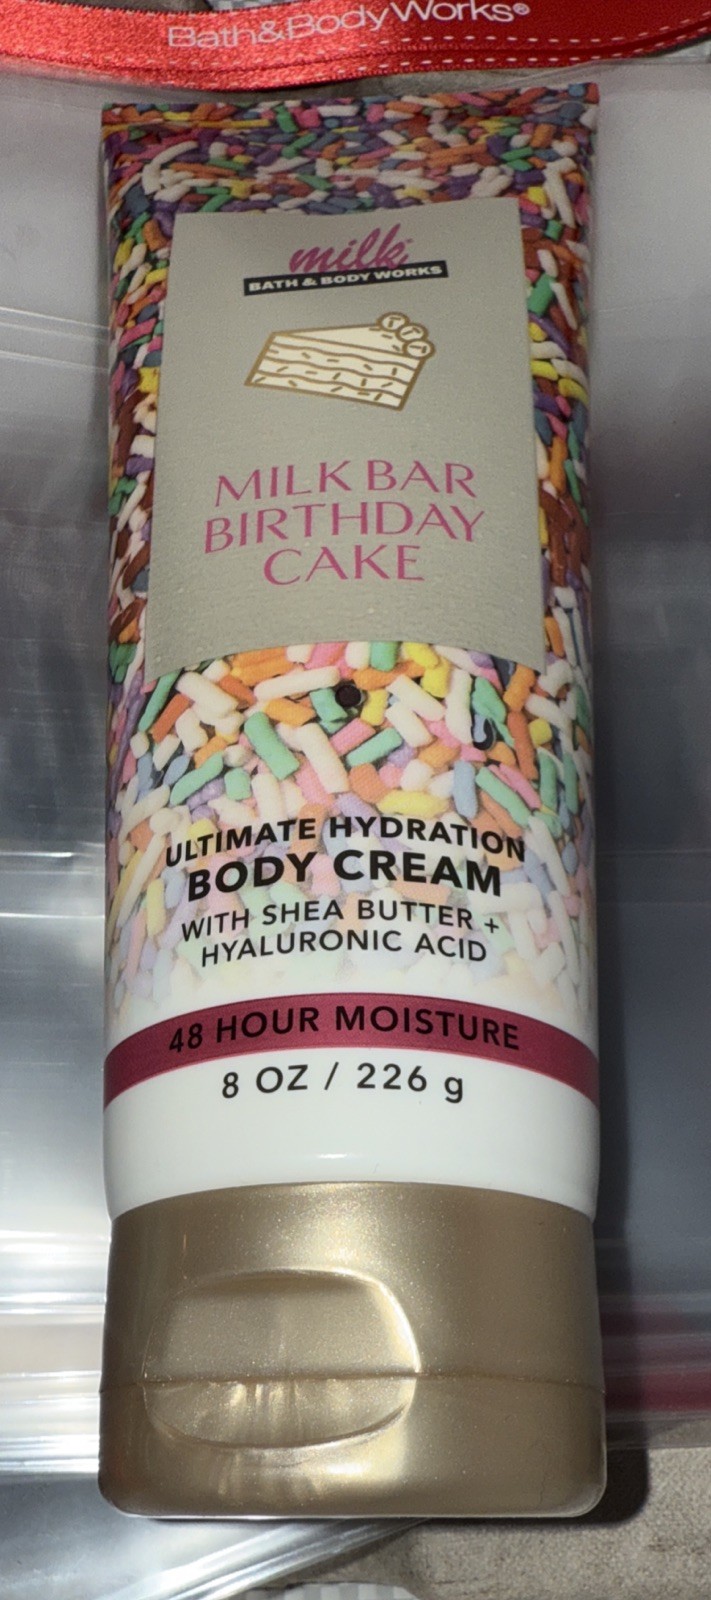 Bath&BodyWorks®
milk
BATH & BODY WORKS
MILK BAR
BIRTHDAY
CAKE
ULTIMATE HYDRATION
BODY CREAM
WITH SHEA BUTTER +
HYALURONIC ACID
48 HOUR MOISTURE
8 OZ / 226 g